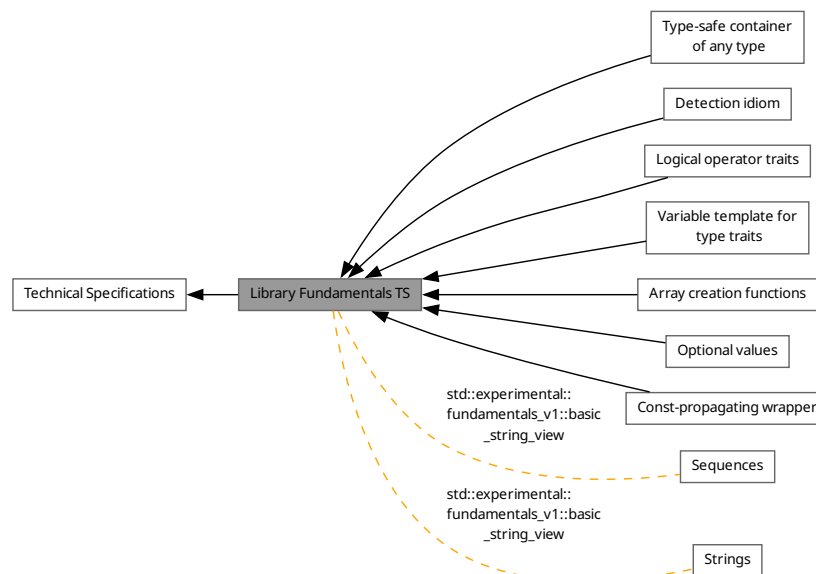 Type-safe container
of any type
Detection idiom
Logical operator traits
Variable template for
type traits
Technical Specifications
Library Fundamentals TS
Array creation functions
Optional values
Const-propagating wrapper
std::experimental::
fundamentals_v1::basic
_string_view
Sequences
std::experimental::
fundamentals_v1::basic
_string_view
Strings